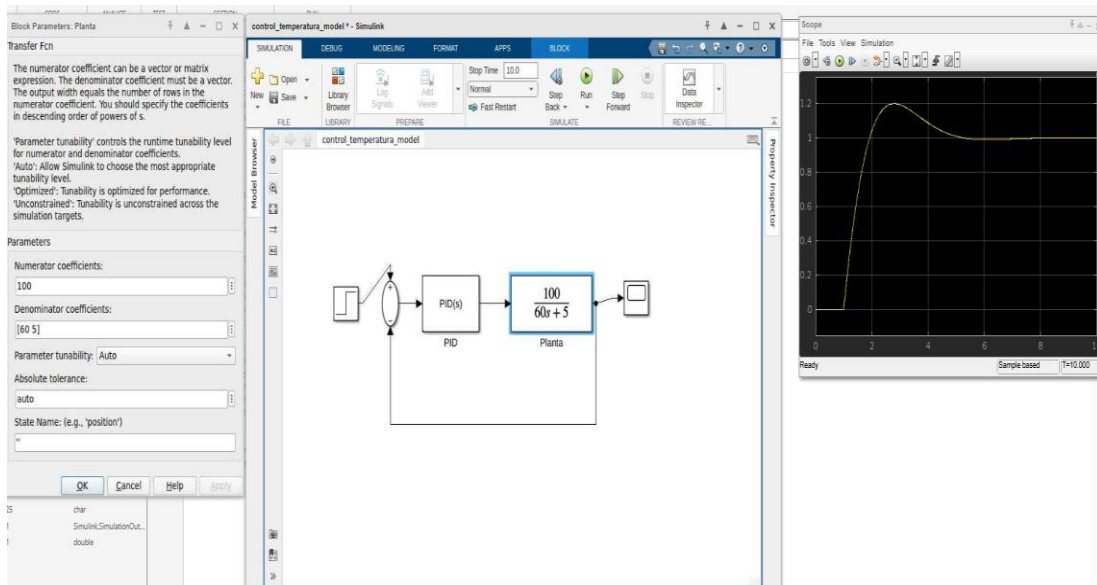 Block Parameters: Planta
Transfer Fcn
The numerator coefficient can be a vector or matrix
expression. The denominator coefficient must be a vector.
The output width equals the number of rows in the
numerator coefficient. You should specify the coefficients
in descending order of powers of s.
'Parameter tunability' controls the runtime tunability level
for numerator and denominator coefficients.
'Auto': Allow Simulink to choose the most appropriate
tunability level.
'Optimized': Tunability is optimized for performance.
'Unconstrained': Tunability is unconstrained across the
simulation targets.
Parameters
Numerator coefficients:
100
Denominator coefficients:
[60 5]
Parameter tunability: Auto
Absolute tolerance:
auto
State Name: (e.g., 'position')
''
OK Cancel Help Apply
char
Simulink.SimulationOut...
double
control_temperatura_model * - Simulink
SIMULATION DEBUG MODELING FORMAT APPS BLOCK
New
Open
Save
FILE
Library
Browser
LIBRARY
Log
Signals
Add
Viewer
PREPARE
Stop Time 10.0
Normal
Fast Restart
Step
Back
Run
Step
Forward
Stop
SIMULATE
Data
Inspector
REVIEW RE...
Model Browser
control_temperatura_model
Property Inspector
+
−
PID(s)
PID
100
60s + 5
Planta
Scope
File Tools View Simulation
1.2
1
0.8
0.6
0.4
0.2
0
0 2 4 6 8
Ready
Sample based
T=10.000